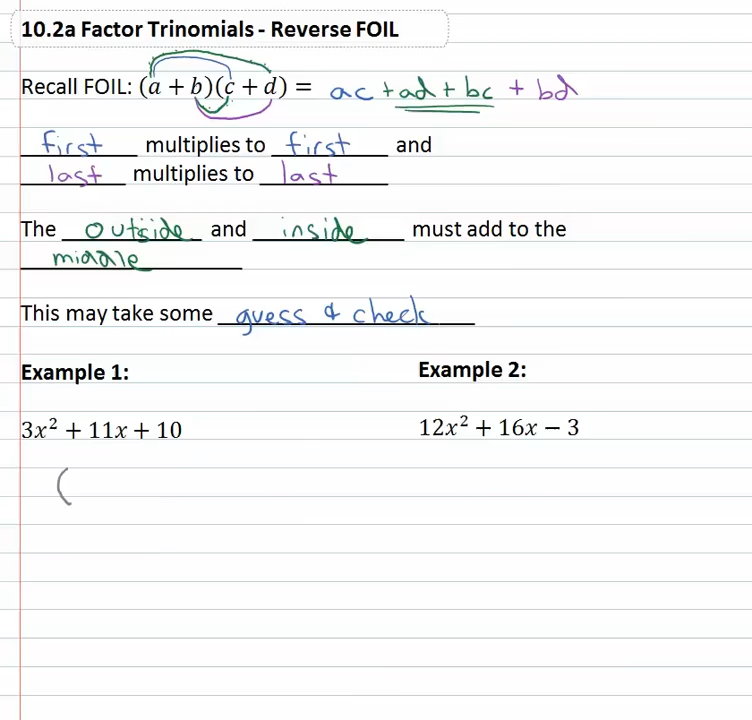 10.2a Factor Trinomials - Reverse FOIL
Recall FOIL: (a + b)(c + d) = ac + ad + bc + bd
first multiplies to first and
last multiplies to last
The outside and inside must add to the
middle
This may take some guess & check
Example 1: Example 2:
3x² + 11x + 10 12x² + 16x − 3
(